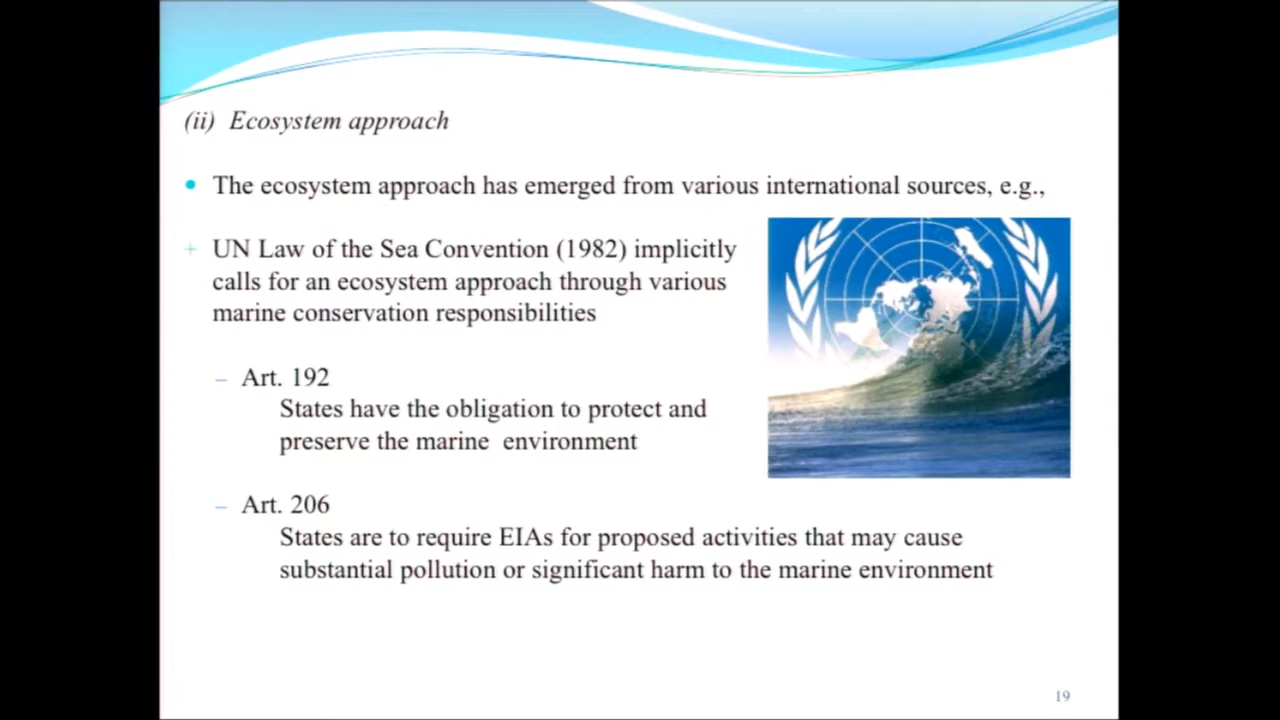 (ii) Ecosystem approach
• The ecosystem approach has emerged from various international sources, e.g.,
+ UN Law of the Sea Convention (1982) implicitly
calls for an ecosystem approach through various
marine conservation responsibilities
– Art. 192
States have the obligation to protect and
preserve the marine environment
– Art. 206
States are to require EIAs for proposed activities that may cause
substantial pollution or significant harm to the marine environment
19